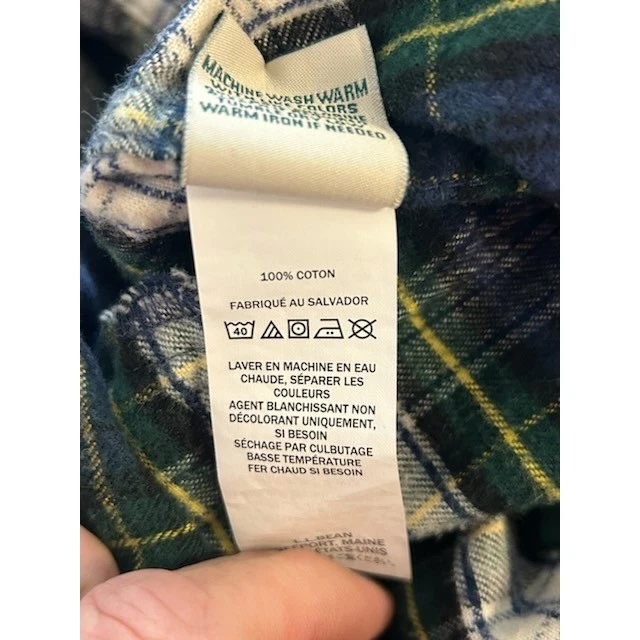 MACHINE WASH WARM
WARM IRON IF NEEDED
100% COTON
FABRIQUÉ AU SALVADOR
40
LAVER EN MACHINE EN EAU
CHAUDE, SÉPARER LES
COULEURS
AGENT BLANCHISSANT NON
DÉCOLORANT UNIQUEMENT,
SI BESOIN
SÉCHAGE PAR CULBUTAGE
BASSE TEMPÉRATURE
FER CHAUD SI BESOIN
L.L.BEAN
MAINE
ÉTATS-UNIS